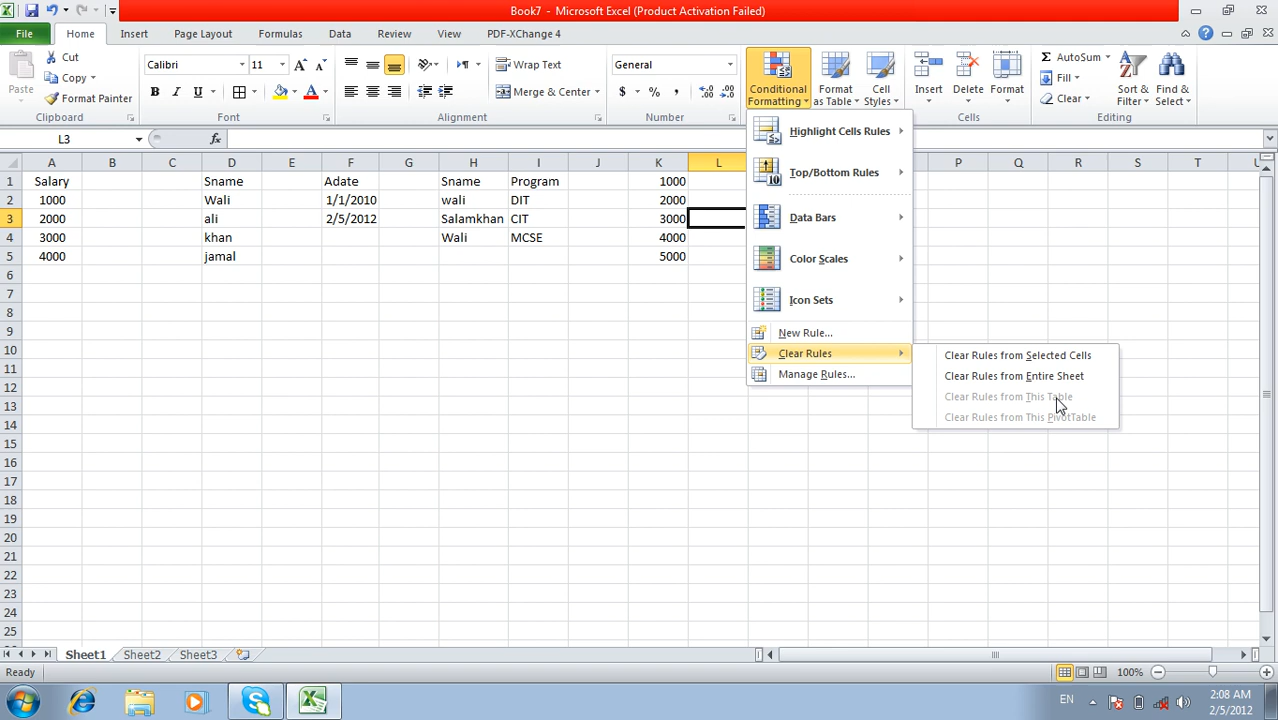 Book7 - Microsoft Excel (Product Activation Failed)
File Home Insert Page Layout Formulas Data Review View PDF-XChange 4
Paste
Cut
Copy
Format Painter
Clipboard
Calibri 11
B I U A
Font
Wrap Text
Merge & Center
Alignment
General
$ % ,
Number
Conditional Formatting
Format as Table
Cell Styles
Insert Delete Format
Cells
AutoSum
Fill
Clear
Sort & Filter
Find & Select
Editing
L3 fx
A B C D E F G H I J K L P Q R S T U
1 Salary Sname Adate Sname Program 1000
2 1000 Wali 1/1/2010 wali DIT 2000
3 2000 ali 2/5/2012 Salamkhan CIT 3000
4 3000 khan Wali MCSE 4000
5 4000 jamal 5000
6
7
8
9
10
11
12
13
14
15
16
17
18
19
20
21
22
23
24
25
Highlight Cells Rules
Top/Bottom Rules
Data Bars
Color Scales
Icon Sets
New Rule...
Clear Rules
Manage Rules...
Clear Rules from Selected Cells
Clear Rules from Entire Sheet
Clear Rules from This Table
Clear Rules from This PivotTable
Sheet1 Sheet2 Sheet3
Ready 100%
EN 2:08 AM
2/5/2012